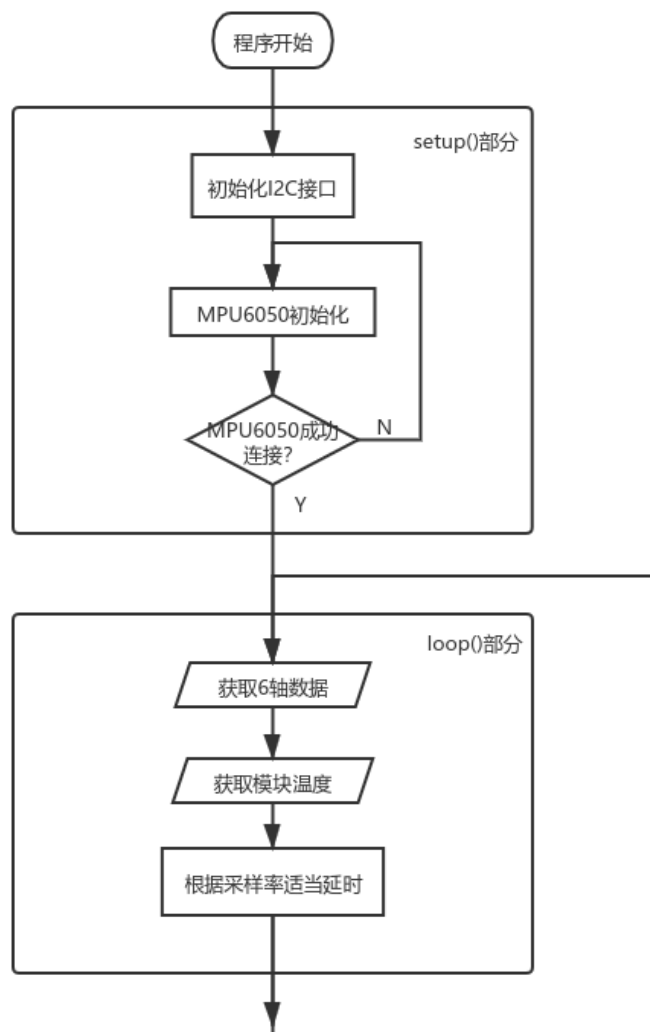 程序开始
setup()部分
初始化I2C接口
MPU6050初始化
MPU6050成功
连接?
N
Y
loop()部分
获取6轴数据
获取模块温度
根据采样率适当延时